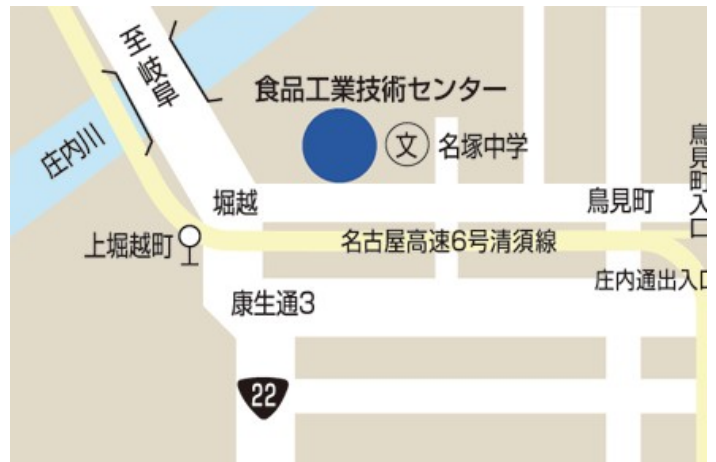 至岐阜
食品工業技術センター
文
名塚中学
鳥見町入口
庄内川
堀越
鳥見町
上堀越町
名古屋高速6号清須線
庄内通出入口
康生通3
22